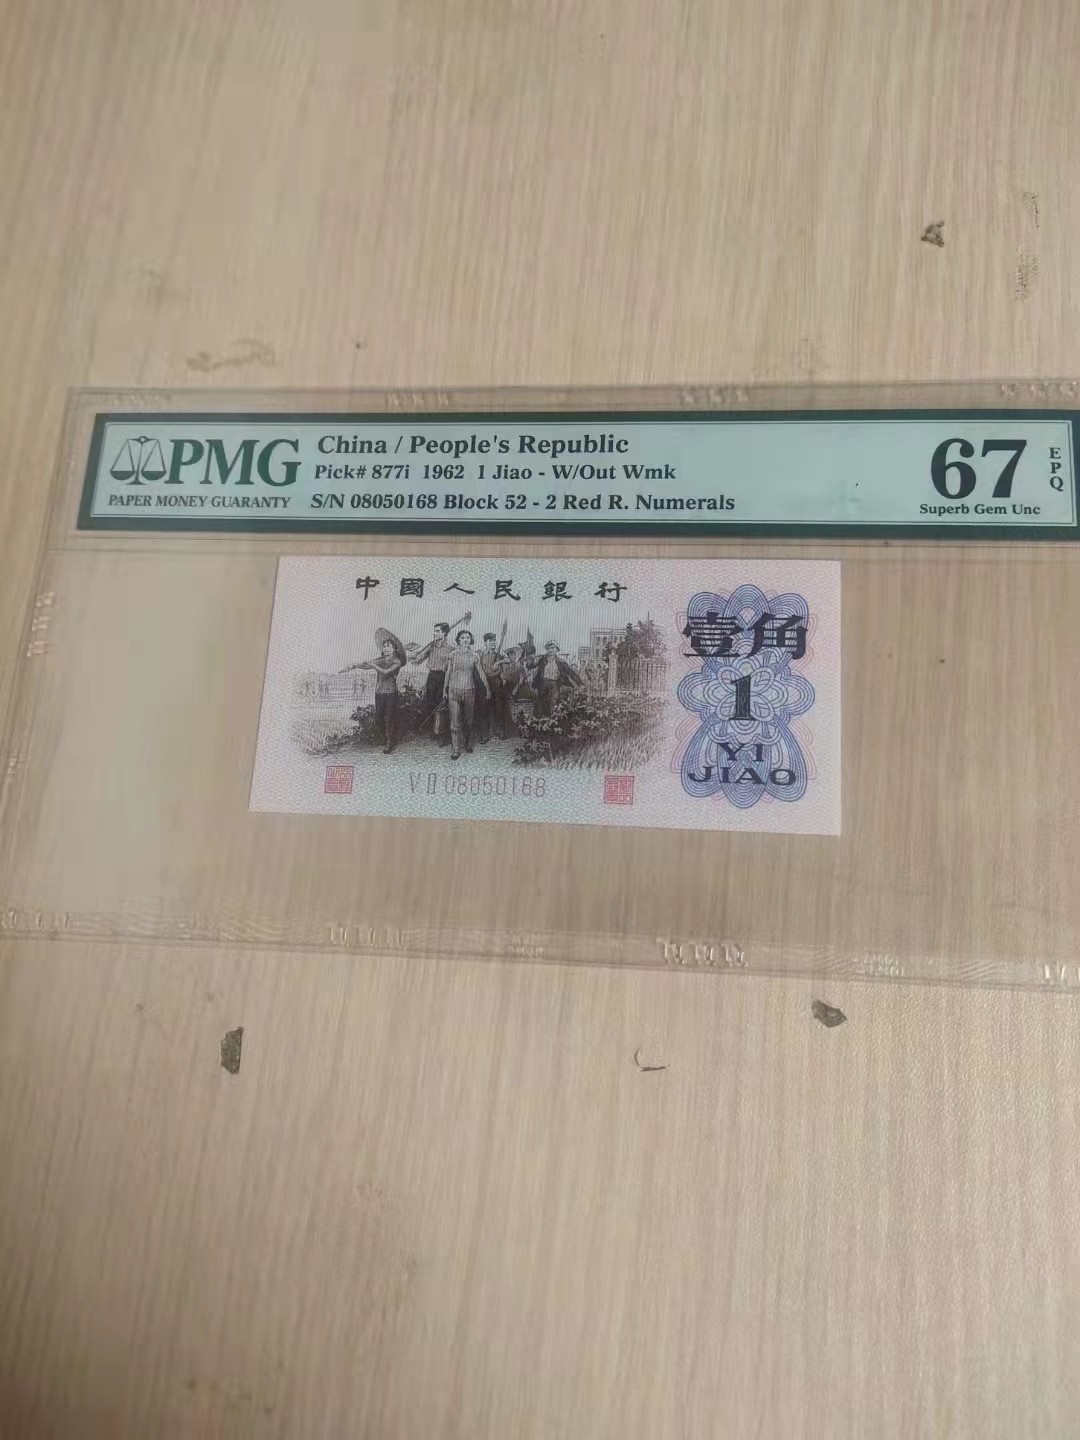 PMG
PAPER MONEY GUARANTY
China / People's Republic
Pick# 877i 1962 1 Jiao - W/Out Wmk
S/N 08050168 Block 52 - 2 Red R. Numerals
67
EPQ
Superb Gem Unc
中國人民銀行
壹角
1
YI
JIAO
V II 08050168